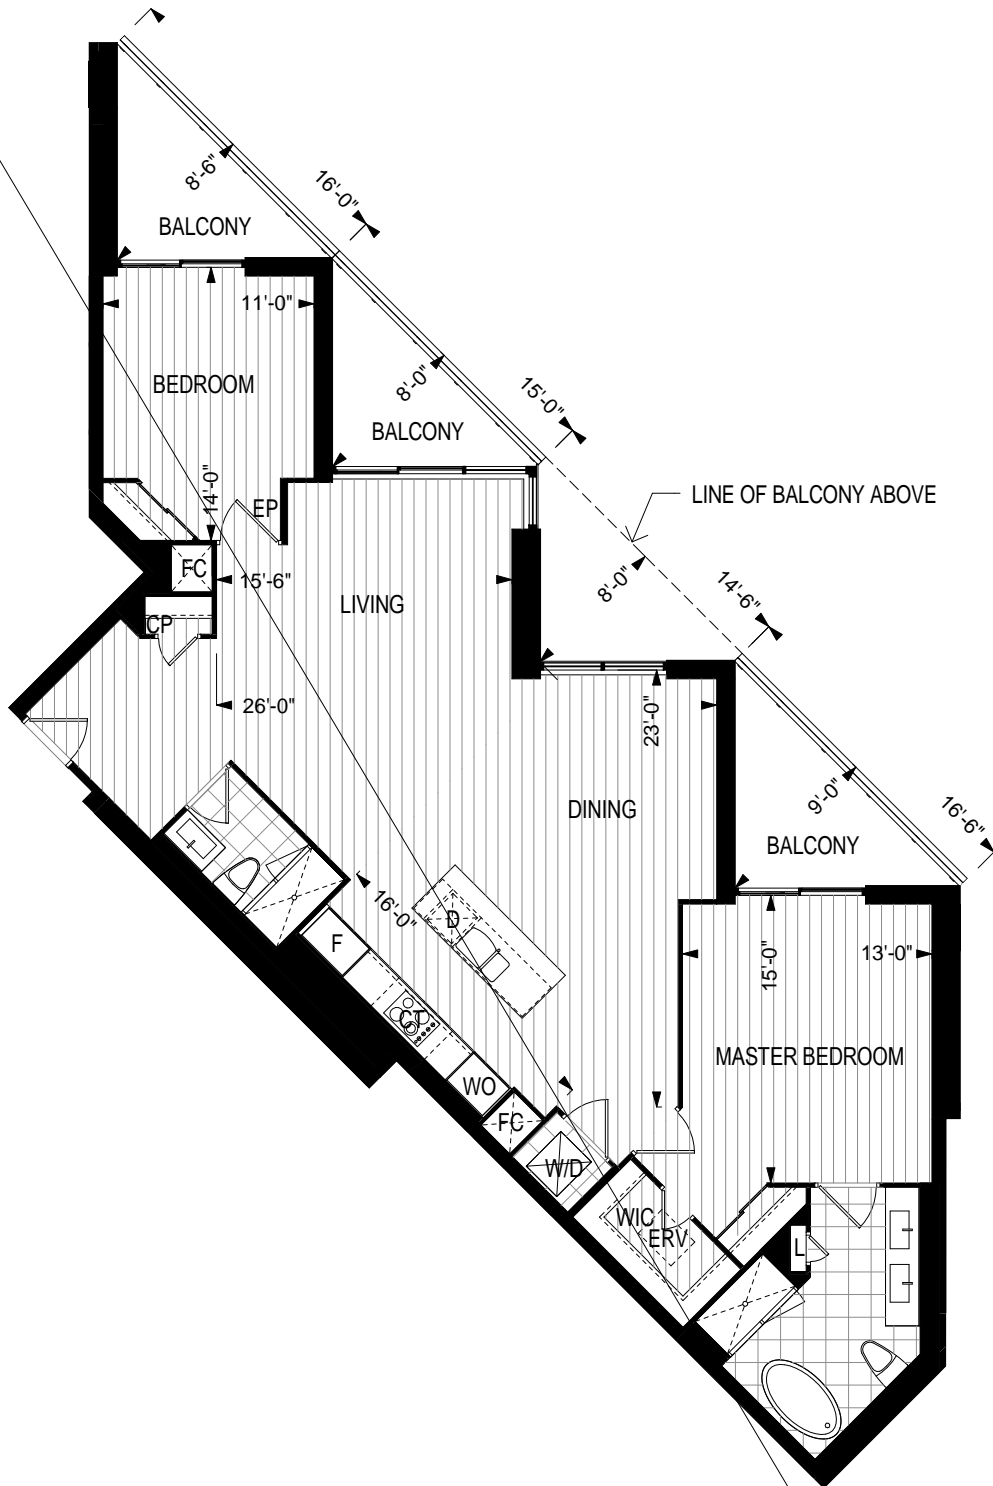 8'-6"
16'-0"
BALCONY
11'-0"
BEDROOM
8'-0"
15'-0"
BALCONY
14'-0"
EP
LINE OF BALCONY ABOVE
FC
15'-6"
8'-0"
14'-6"
LIVING
CP
26'-0"
23'-0"
DINING
9'-0"
16'-6"
BALCONY
16'-0"
D
F
15'-0"
13'-0"
CT
MASTER BEDROOM
WO
FC
W/D
WIC
ERV
L